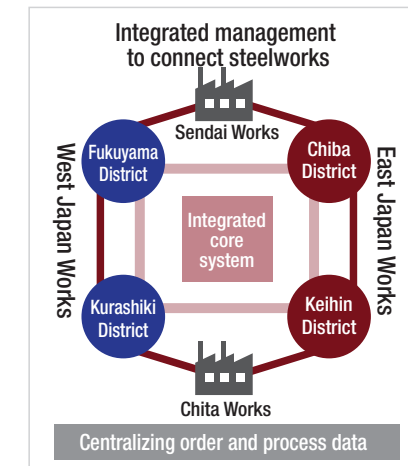 Integrated management
to connect steelworks
Sendai Works
Fukuyama
District
Chiba
District
West Japan Works
East Japan Works
Integrated
core
system
Kurashiki
District
Keihin
District
Chita Works
Centralizing order and process data